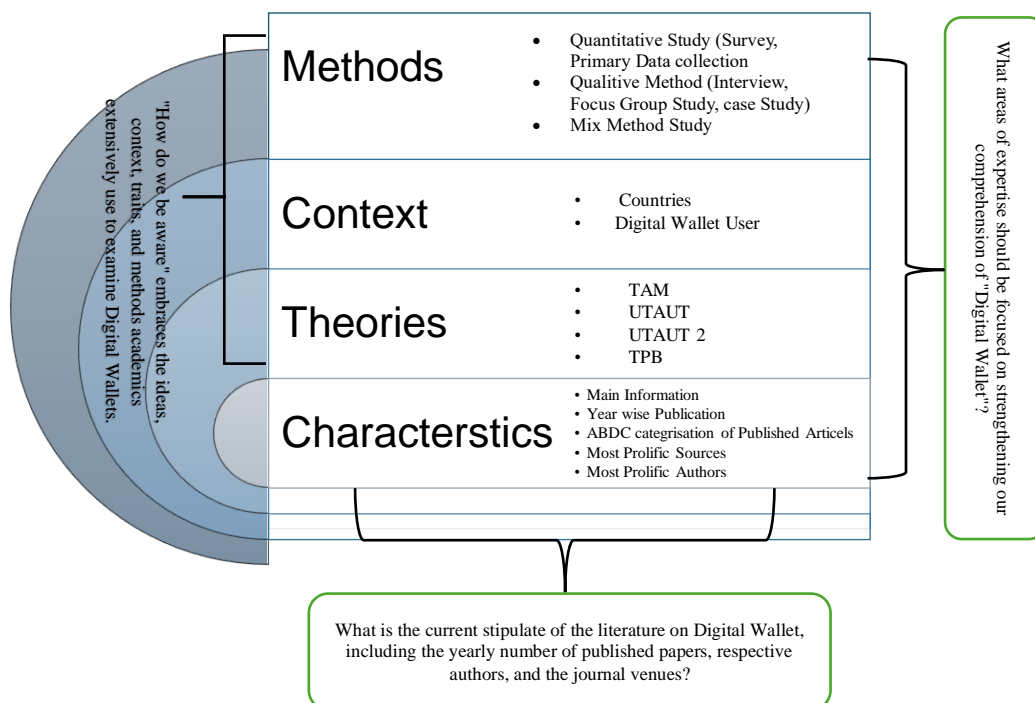 "How do we be aware" embraces the ideas,
context, traits, and methods academics
extensively use to examine Digital Wallets.
Methods
• Quantitative Study (Survey,
Primary Data collection
• Qualitive Method (Interview,
Focus Group Study, case Study)
• Mix Method Study
Context
• Countries
• Digital Wallet User
Theories
• TAM
• UTAUT
• UTAUT 2
• TPB
Characterstics
• Main Information
• Year wise Publication
• ABDC categrisation of Published Articels
• Most Prolific Sources
• Most Prolific Authors
What areas of expertise should be focused on strengthening our
comprehension of "Digital Wallet"?
What is the current stipulate of the literature on Digital Wallet,
including the yearly number of published papers, respective
authors, and the journal venues?